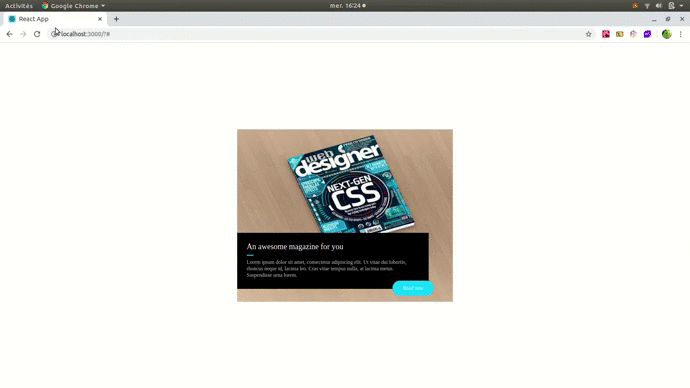 Activités Google Chrome mer. 16:24
React App
localhost:3000/?#
web
designer
NEXT-GEN
CSS
An awesome magazine for you
Lorem ipsum dolor sit amet, consectetur adipiscing elit. Ut vitae dui lobortis,
rhoncus neque id, lacinia leo. Cras vitae tempus nulla, at lacinia metus.
Suspendisse urna lorem.
Read now